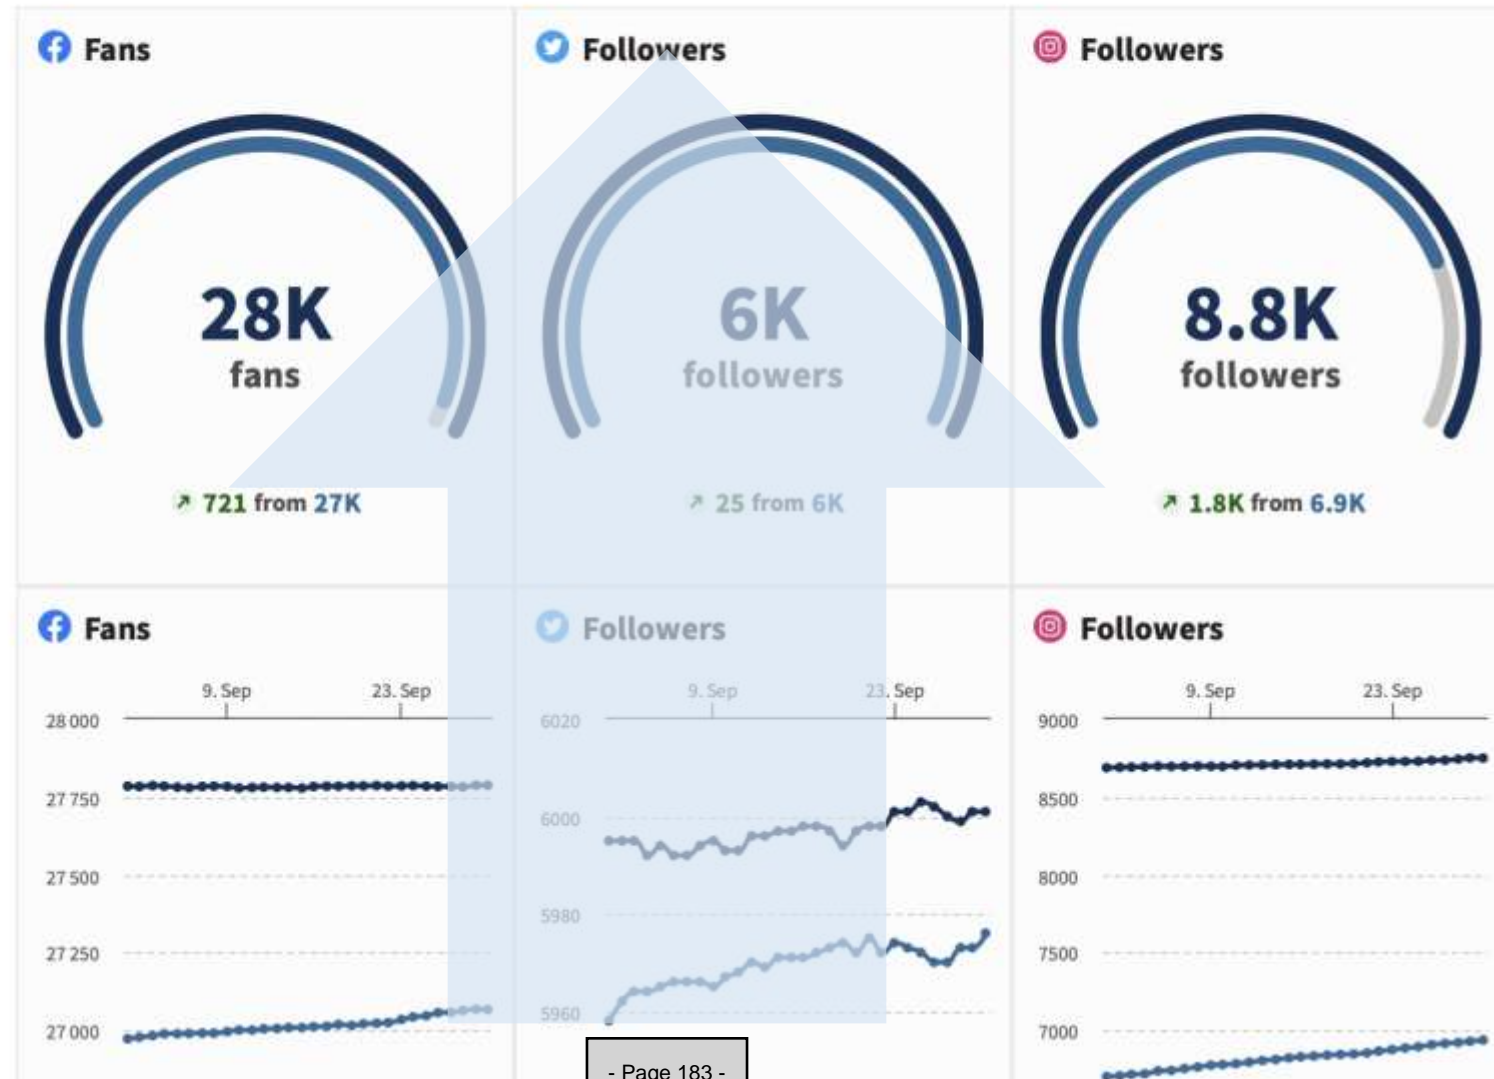 Fans
28K
fans
721 from 27K
Followers
6K
followers
25 from 6K
Followers
8.8K
followers
1.8K from 6.9K
Fans
9. Sep 23. Sep
28 000
27 750
27 500
27 250
27 000
Followers
9. Sep 23. Sep
6020
6000
5980
5960
Followers
9. Sep 23. Sep
9000
8500
8000
7500
7000
- Page 183 -